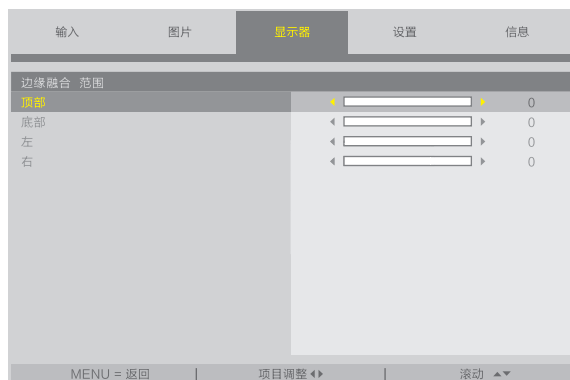 输入 图片 显示器 设置 信息
边缘融合 范围
顶部 0
底部 0
左 0
右 0
MENU = 返回 | 项目调整 | 滚动